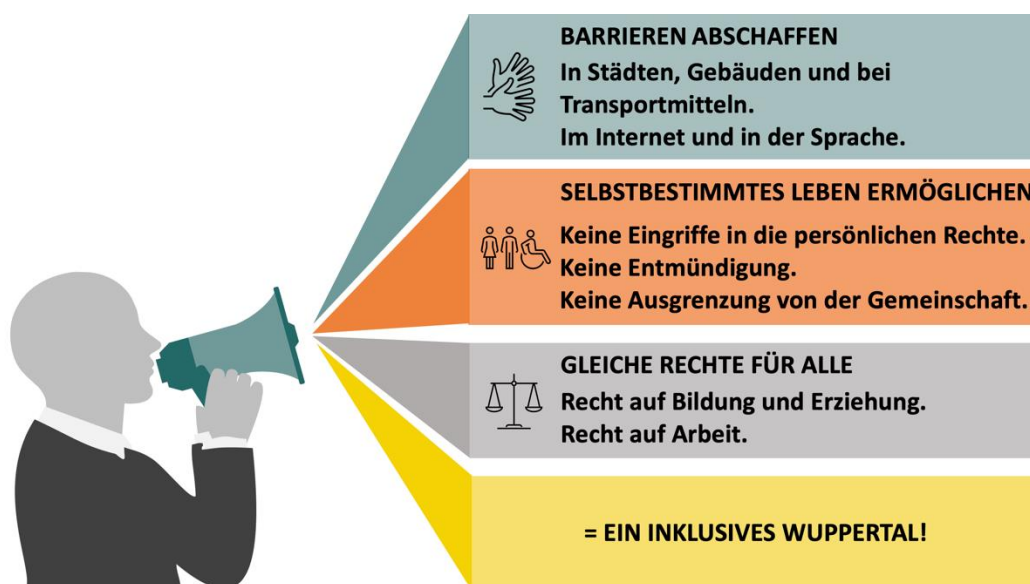 BARRIEREN ABSCHAFFEN
In Städten, Gebäuden und bei
Transportmitteln.
Im Internet und in der Sprache.
SELBSTBESTIMMTES LEBEN ERMÖGLICHEN
Keine Eingriffe in die persönlichen Rechte.
Keine Entmündigung.
Keine Ausgrenzung von der Gemeinschaft.
GLEICHE RECHTE FÜR ALLE
Recht auf Bildung und Erziehung.
Recht auf Arbeit.
= EIN INKLUSIVES WUPPERTAL!